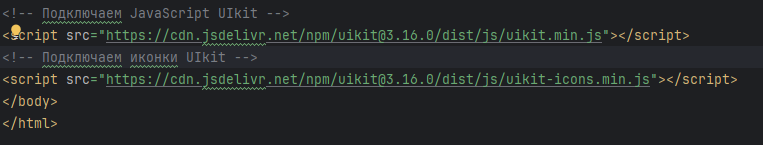 <!-- Подключаем JavaScript UIkit -->
<script src="https://cdn.jsdelivr.net/npm/uikit@3.16.0/dist/js/uikit.min.js"></script>
<!-- Подключаем иконки UIkit -->
<script src="https://cdn.jsdelivr.net/npm/uikit@3.16.0/dist/js/uikit-icons.min.js"></script>
</body>
</html>